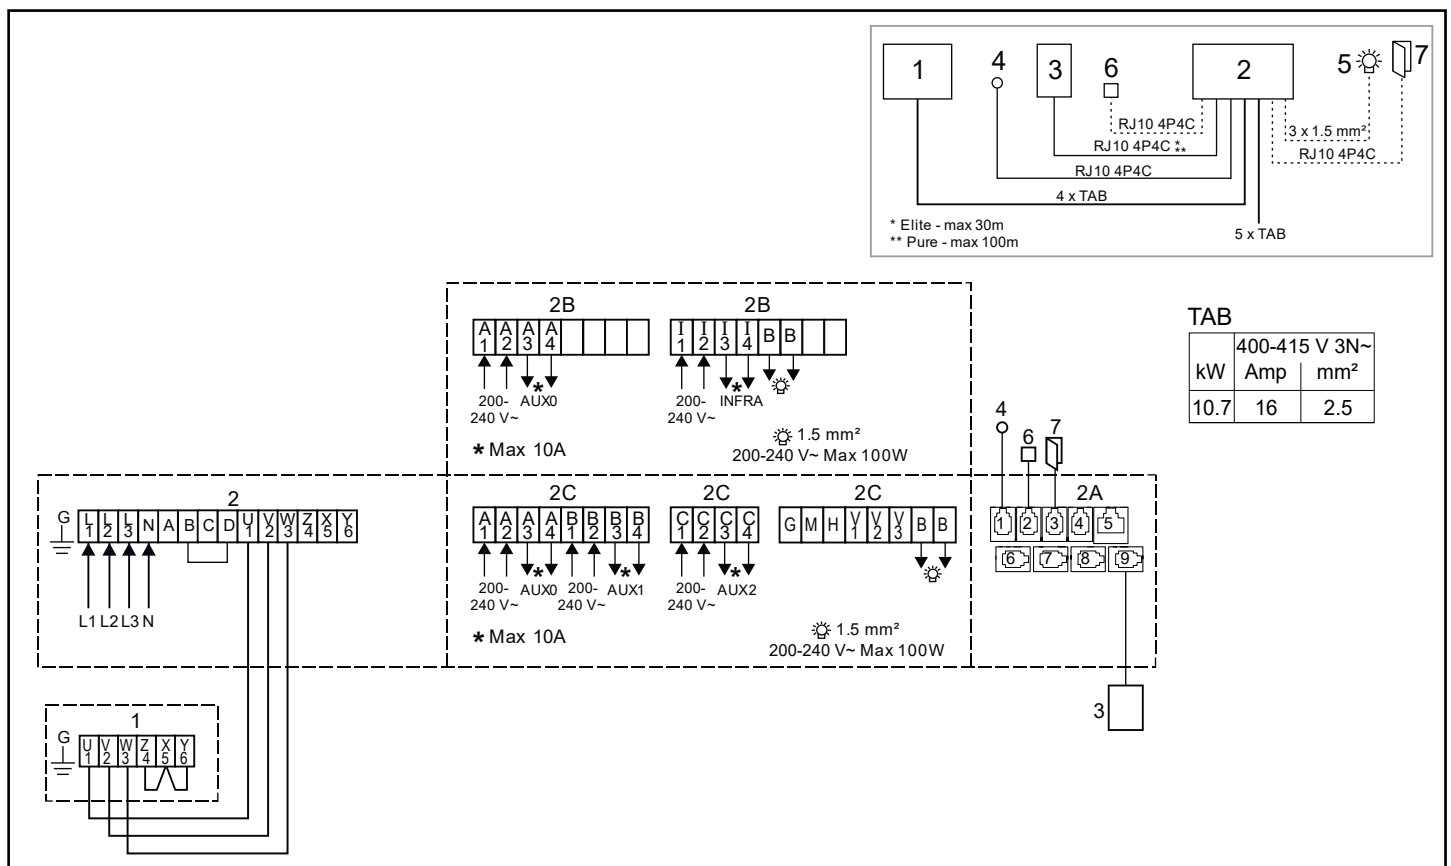 1 4 3 6 2 5 7
RJ10 4P4C
3 x 1.5 mm²
RJ10 4P4C *
**
RJ10 4P4C
RJ10 4P4C
4 x TAB
* Elite - max 30m
** Pure - max 100m
5 x TAB
TAB
400-415 V 3N~
kW Amp mm²
10.7 16 2.5
2B 2B
A1 A2 A3 A4
I1 I2 I3 I4 B B
200-240 V~ * AUX0
200-240 V~ * INFRA
* Max 10A
1.5 mm²
200-240 V~ Max 100W
4 6 7
2
G L1 L2 L3 N A B C D U1 V2 W3 Z4 X5 Y6
L1 L2 L3 N
2C 2C 2C
A1 A2 A3 A4 B1 B2 B3 B4
C1 C2 C3 C4
G M H V1 V2 V3 B B
200-240 V~ * AUX0 200-240 V~ * AUX1
200-240 V~ * AUX2
* Max 10A
1.5 mm²
200-240 V~ Max 100W
2A
1 2 3 4 5
6 7 8 9
3
1
G U1 V2 W3 Z4 X5 Y6